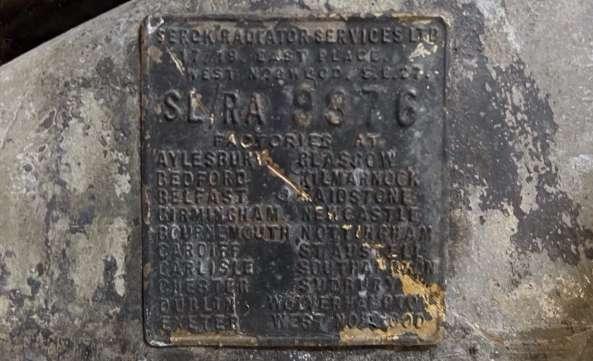 SERCK RADIATOR SERVICES LTD
17/19. EAST PLACE.
WEST NORWOOD. S.E.27.
SL/RA 9876
FACTORIES AT
AYLESBURY GLASGOW
BEDFORD KILMARNOCK
BELFAST MAIDSTONE
BIRMINGHAM NEWCASTLE
BOURNEMOUTH NOTTINGHAM
CARDIFF ST AUSTELL
CARLISLE SOUTHAMPTON
CHESTER SUDBURY
DUBLIN WOLVERHAMPTON
EXETER WEST NORWOOD